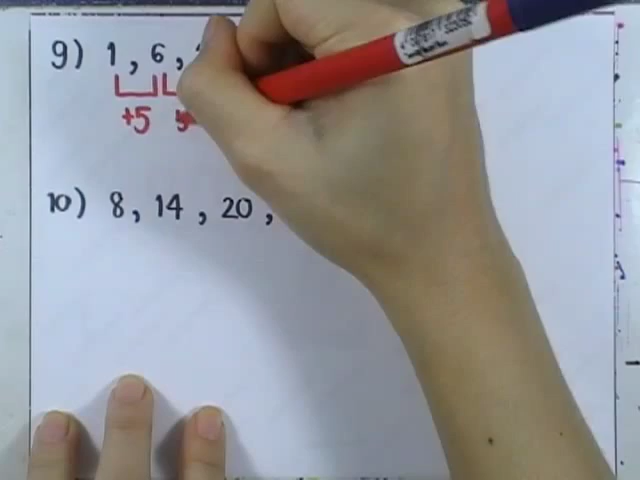 9) 1, 6,
+5
10) 8, 14, 20,